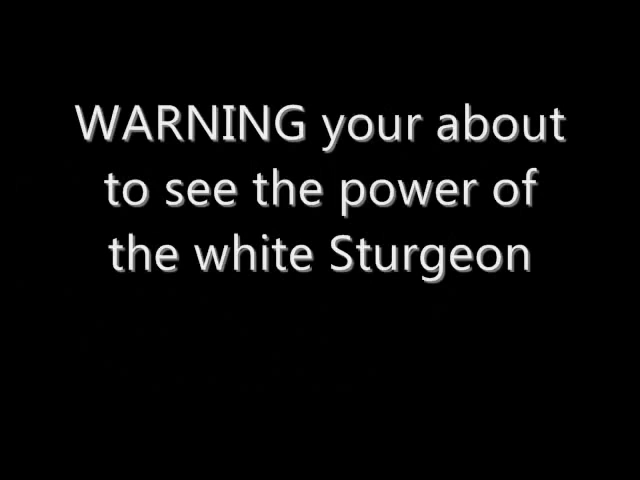 WARNING your about
to see the power of
the white Sturgeon